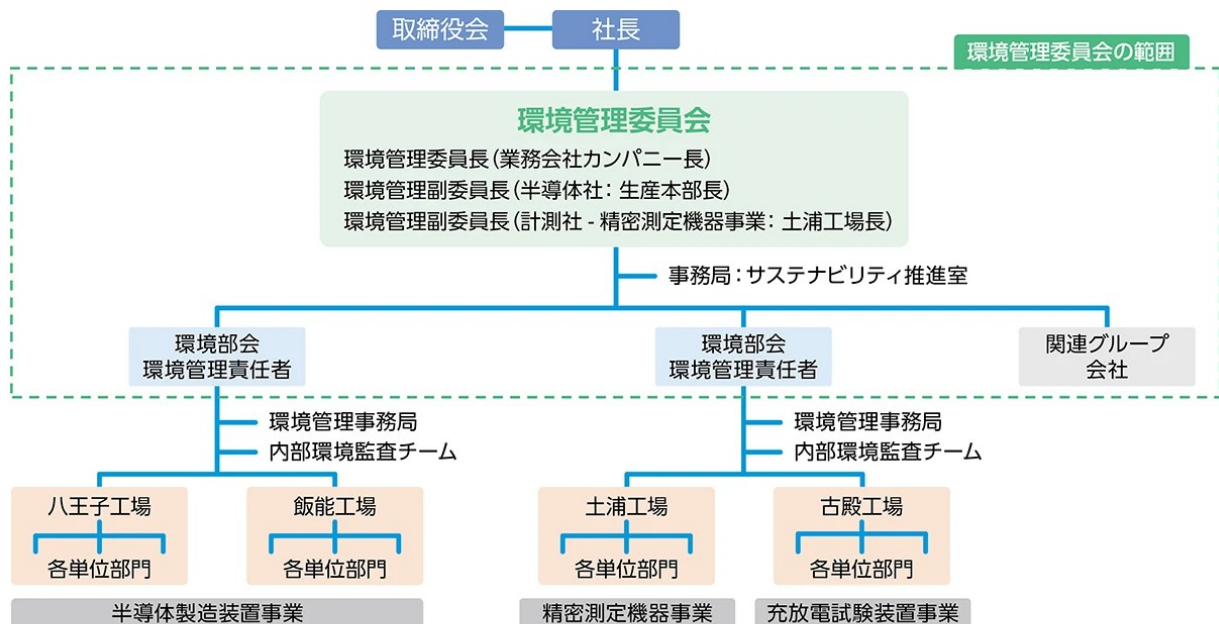 取締役会
社長
環境管理委員会の範囲
環境管理委員会
環境管理委員長(業務会社カンパニー長)
環境管理副委員長(半導体社：生産本部長)
環境管理副委員長(計測社 - 精密測定機器事業：土浦工場長)
事務局：サステナビリティ推進室
環境部会
環境管理責任者
環境部会
環境管理責任者
関連グループ
会社
環境管理事務局
内部環境監査チーム
環境管理事務局
内部環境監査チーム
八王子工場
各単位部門
飯能工場
各単位部門
土浦工場
各単位部門
古殿工場
各単位部門
半導体製造装置事業
精密測定機器事業
充放電試験装置事業